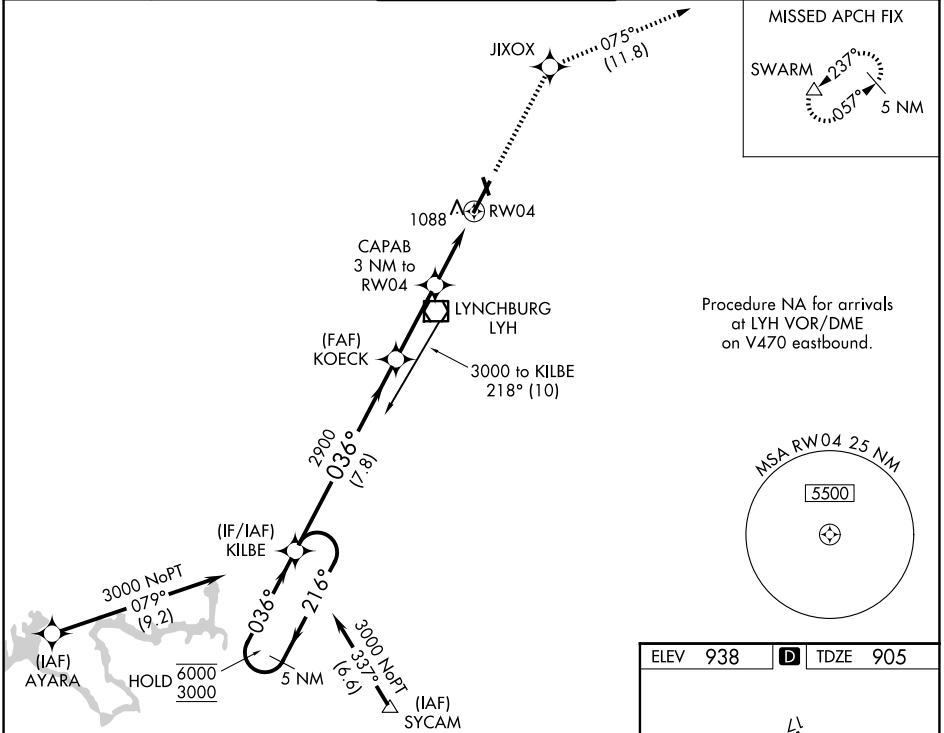 MISSED APCH FIX
SWARM
237°
057°
5 NM
JIXOX
075°
(11.8)
1088
RW04
CAPAB
3 NM to
RW04
LYNCHBURG
LYH
(FAF)
KOECK
3000 to KILBE
218° (10)
Procedure NA for arrivals
at LYH VOR/DME
on V470 eastbound.
2900
036°
(7.8)
MSA RW04 25 NM
5500
(IF/IAF)
KILBE
3000 NoPT
079°
(9.2)
(IAF)
AYARA
036°
216°
HOLD 6000
3000
5 NM
3000 NoPT
337°
(6.6)
(IAF)
SYCAM
ELEV 938 D TDZE 905
17